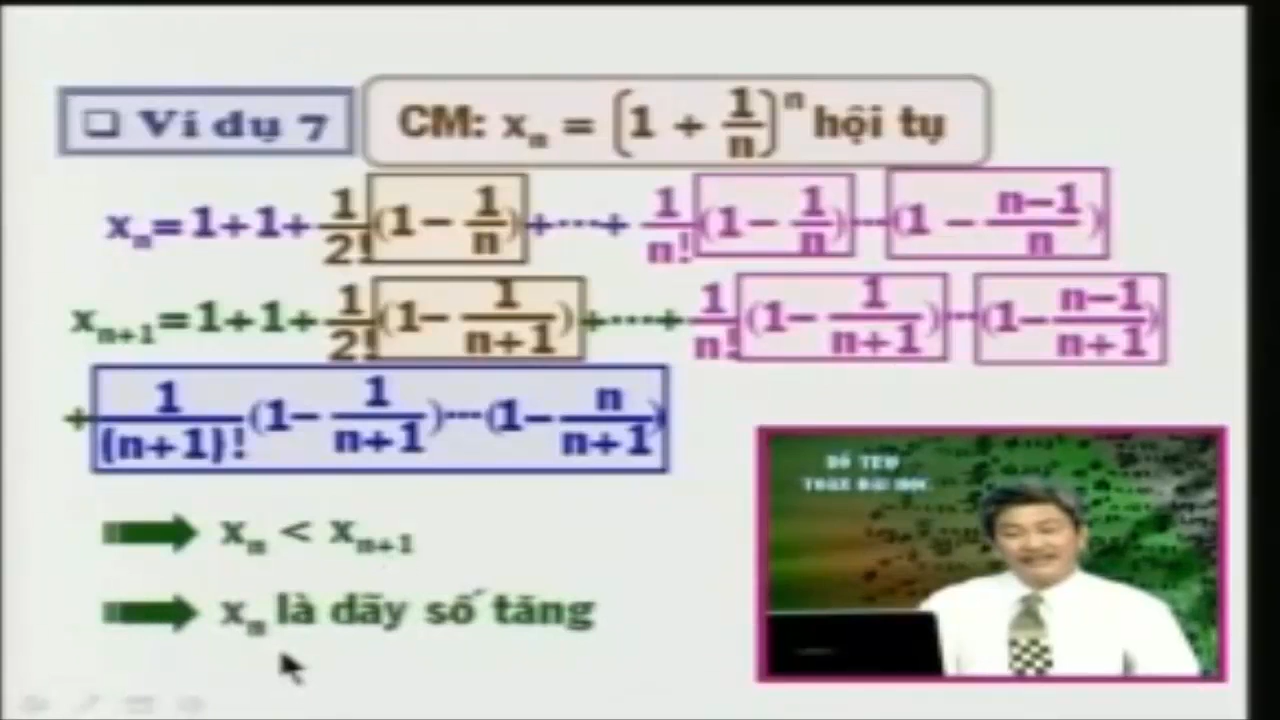 ❑ Ví dụ 7
CM: xₙ = (1 + 1/n)ⁿ hội tụ
xₙ = 1+1+ 1/2! (1− 1/n) +⋯+ 1/n! (1− 1/n) ⋯ (1 − n−1/n)
xₙ₊₁ = 1+1+ 1/2! (1− 1/n+1) +⋯+ 1/n! (1− 1/n+1) ⋯ (1− n−1/n+1)
+ 1/(n+1)! (1− 1/n+1) ⋯ (1− n/n+1)
xₙ < xₙ₊₁
xₙ là dãy số tăng